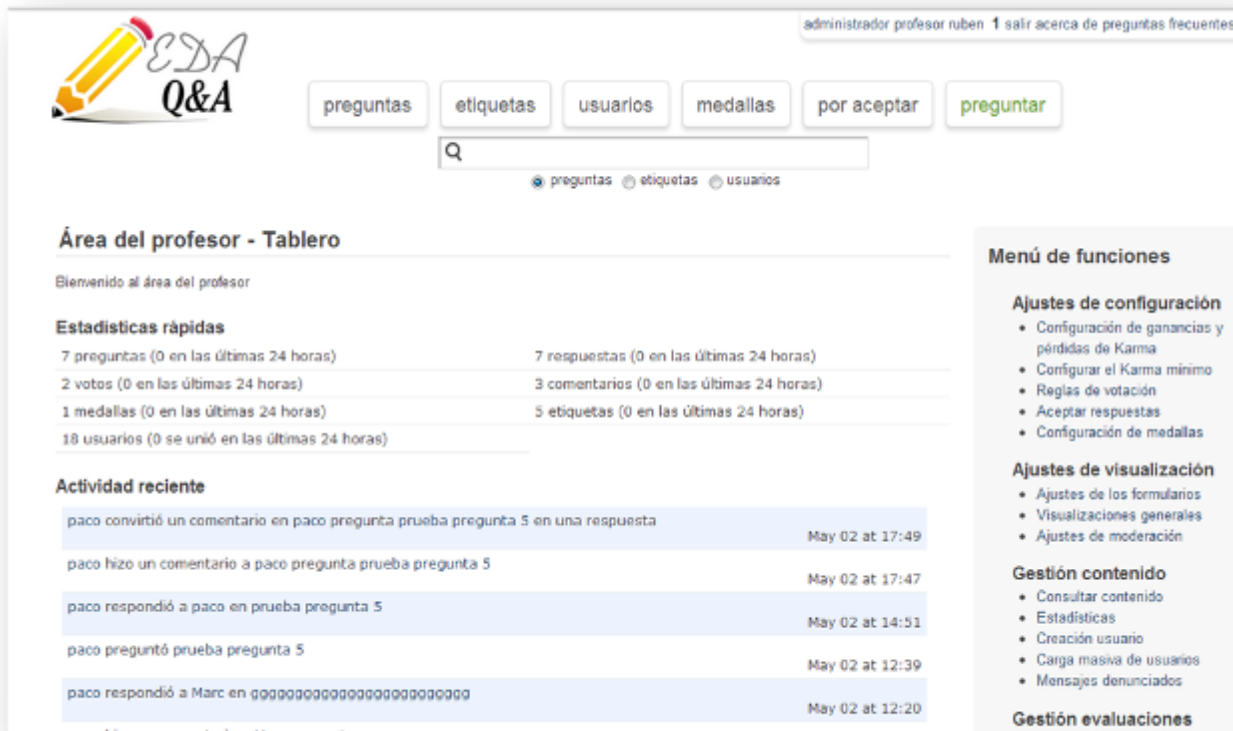 administrador profesor ruben 1 salir acerca de preguntas frecuentes
EDA
Q&A
preguntas etiquetas usuarios medallas por aceptar preguntar
preguntas etiquetas usuarios
Área del profesor - Tablero
Bienvenido al área del profesor
Estadísticas rápidas
7 preguntas (0 en las últimas 24 horas) 7 respuestas (0 en las últimas 24 horas)
2 votos (0 en las últimas 24 horas) 3 comentarios (0 en las últimas 24 horas)
1 medallas (0 en las últimas 24 horas) 5 etiquetas (0 en las últimas 24 horas)
18 usuarios (0 se unió en las últimas 24 horas)
Actividad reciente
paco convirtió un comentario en paco pregunta prueba pregunta 5 en una respuesta
May 02 at 17:49
paco hizo un comentario a paco pregunta prueba pregunta 5
May 02 at 17:47
paco respondió a paco en prueba pregunta 5
May 02 at 14:51
paco preguntó prueba pregunta 5
May 02 at 12:39
paco respondió a Marc en ggggggggggggggggggggggggg
May 02 at 12:20
Menú de funciones
Ajustes de configuración
Configuración de ganancias y
pérdidas de Karma
Configurar el Karma mínimo
Reglas de votación
Aceptar respuestas
Configuración de medallas
Ajustes de visualización
Ajustes de los formularios
Visualizaciones generales
Ajustes de moderación
Gestión contenido
Consultar contenido
Estadísticas
Creación usuario
Carga masiva de usuarios
Mensajes denunciados
Gestión evaluaciones